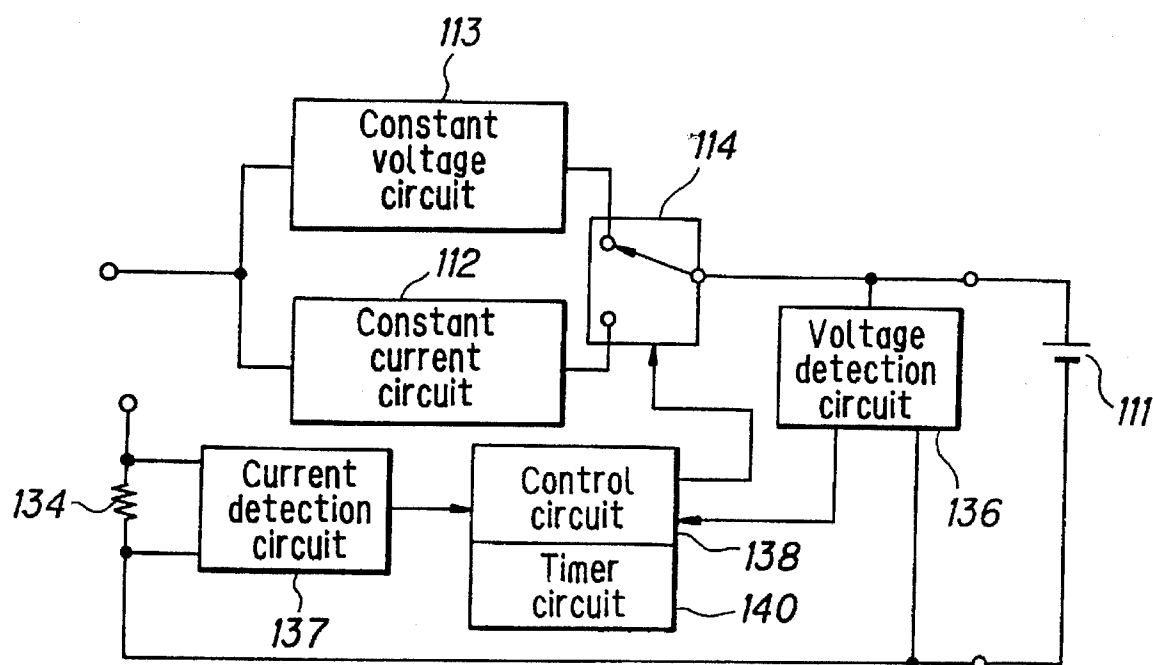 113
Constant
voltage
circuit
114
112
Constant
current
circuit
Voltage
detection
circuit
111
136
134
Current
detection
circuit
137
Control
circuit
138
Timer
circuit
140